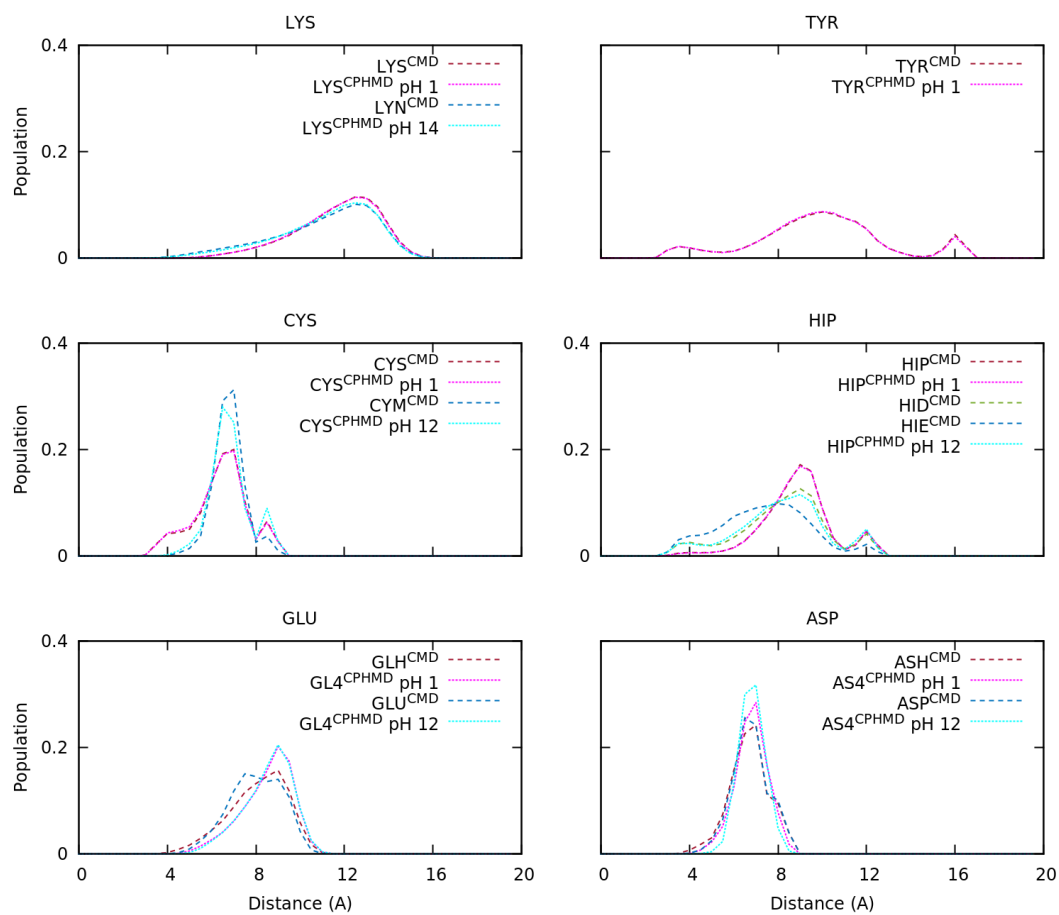 LYS
TYR
0.4
0.2
0
Population
LYS^CMD
LYS^CPHMD pH 1
LYN^CMD
LYS^CPHMD pH 14
TYR^CMD
TYR^CPHMD pH 1
CYS
HIP
0.4
0.2
0
Population
CYS^CMD
CYS^CPHMD pH 1
CYM^CMD
CYS^CPHMD pH 12
0.4
0.2
0
HIP^CMD
HIP^CPHMD pH 1
HID^CMD
HIE^CMD
HIP^CPHMD pH 12
GLU
ASP
0.4
0.2
0
Population
GLH^CMD
GL4^CPHMD pH 1
GLU^CMD
GL4^CPHMD pH 12
0 4 8 12 16 20
Distance (A)
0.4
0.2
0
ASH^CMD
AS4^CPHMD pH 1
ASP^CMD
AS4^CPHMD pH 12
0 4 8 12 16 20
Distance (A)